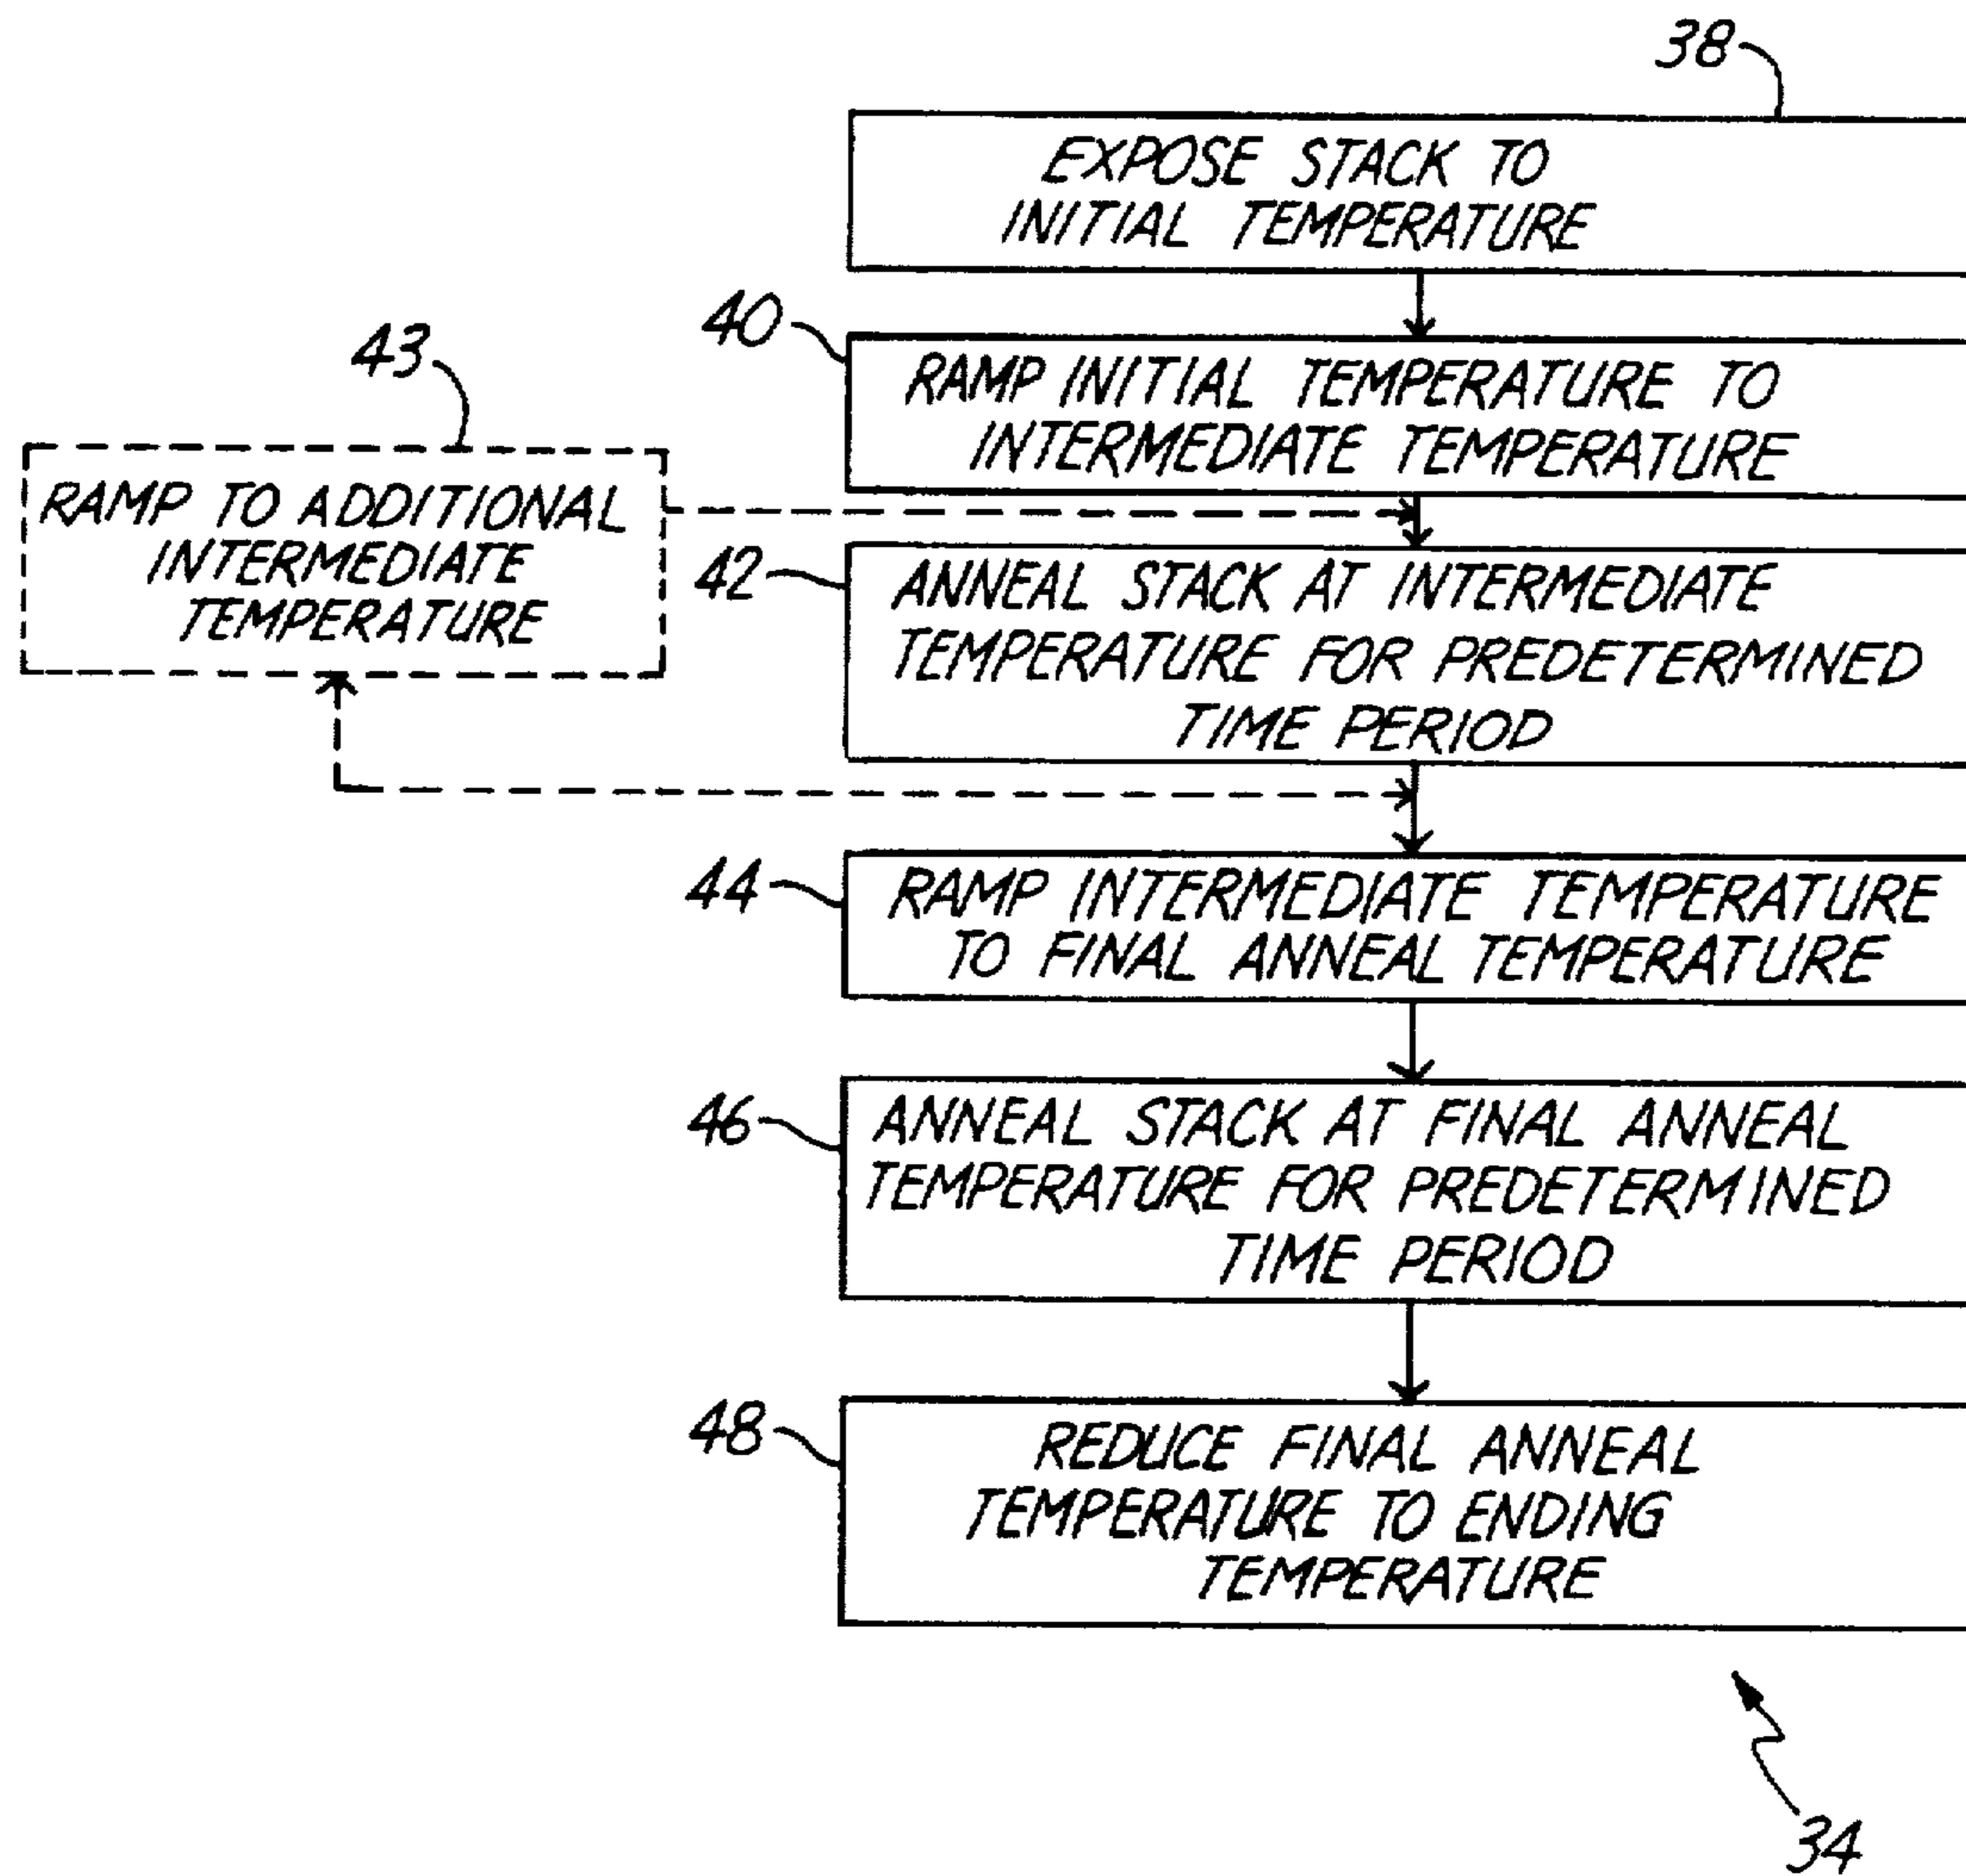 38
EXPOSE STACK TO
INITIAL TEMPERATURE
40
RAMP INITIAL TEMPERATURE TO
INTERMEDIATE TEMPERATURE
43
RAMP TO ADDITIONAL
INTERMEDIATE
TEMPERATURE
42
ANNEAL STACK AT INTERMEDIATE
TEMPERATURE FOR PREDETERMINED
TIME PERIOD
44
RAMP INTERMEDIATE TEMPERATURE
TO FINAL ANNEAL TEMPERATURE
46
ANNEAL STACK AT FINAL ANNEAL
TEMPERATURE FOR PREDETERMINED
TIME PERIOD
48
REDUCE FINAL ANNEAL
TEMPERATURE TO ENDING
TEMPERATURE
34